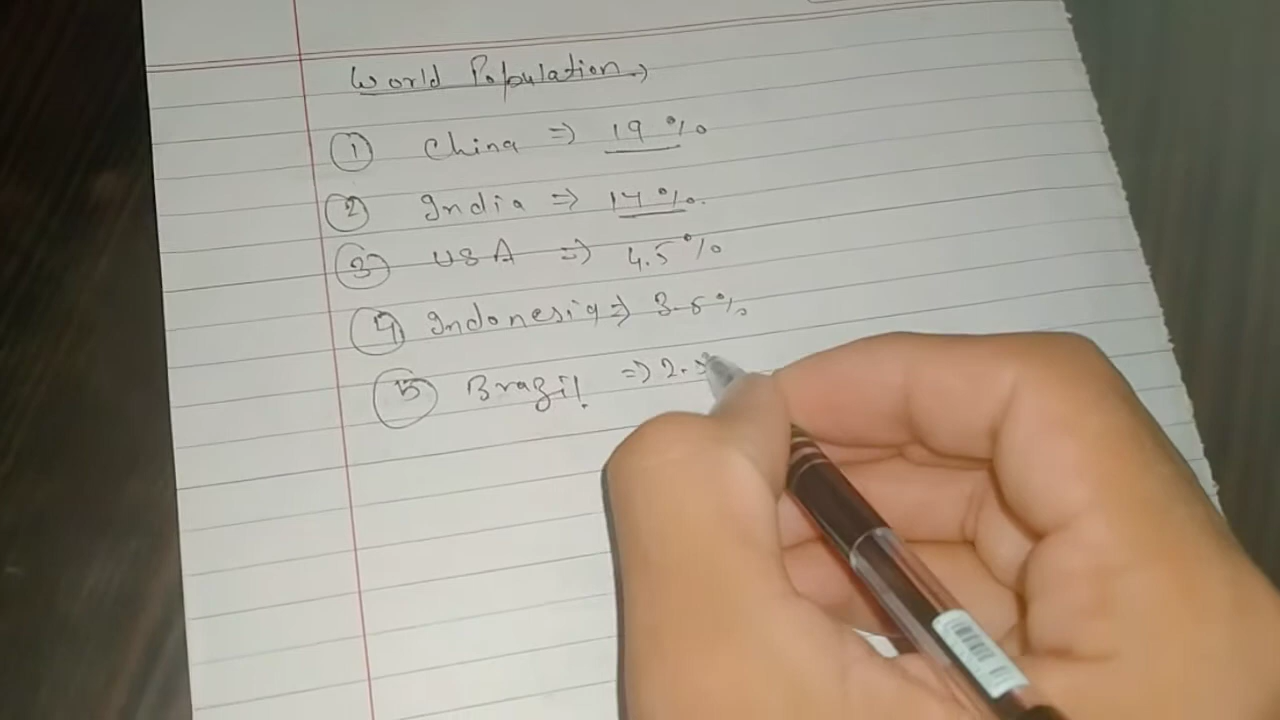 World Population →
① China => 19%
② India => 14%.
③ USA => 4.5%
④ Indonesia => 3.5%
⑤ Brazil => 2.